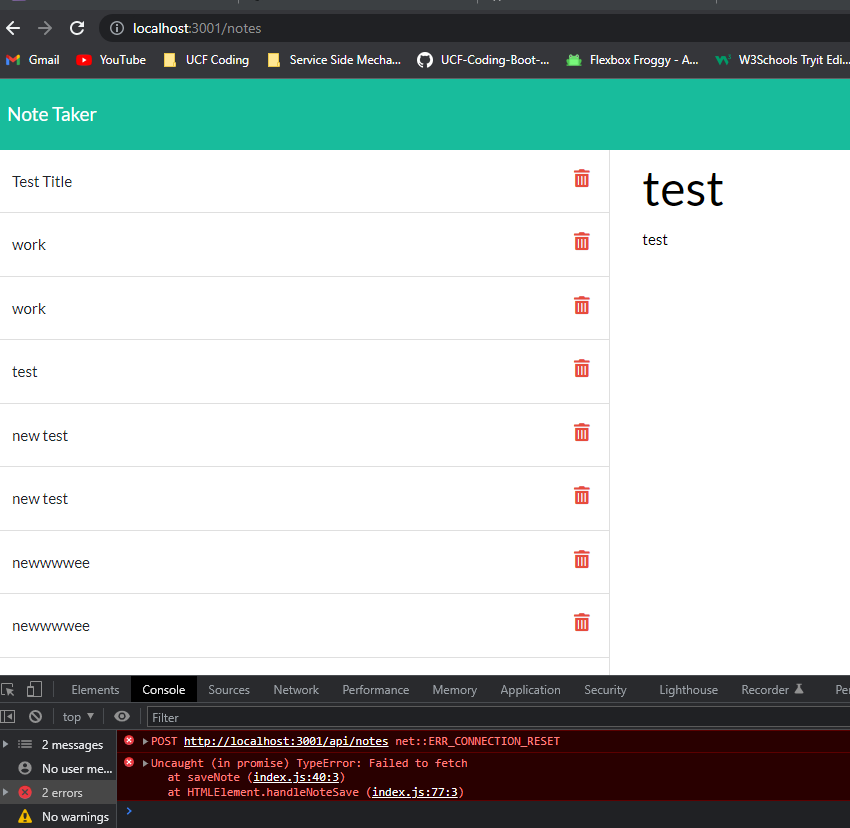 localhost:3001/notes
Gmail YouTube UCF Coding Service Side Mecha... UCF-Coding-Boot-... Flexbox Froggy - A... W3Schools Tryit Edi...
Note Taker
Test Title
work
work
test
new test
new test
newwwwee
newwwwee
test
test
Elements Console Sources Network Performance Memory Application Security Lighthouse Recorder Pe
top Filter
2 messages
No user me...
2 errors
No warnings
POST http://localhost:3001/api/notes net::ERR_CONNECTION_RESET
Uncaught (in promise) TypeError: Failed to fetch
at saveNote (index.js:40:3)
at HTMLElement.handleNoteSave (index.js:77:3)